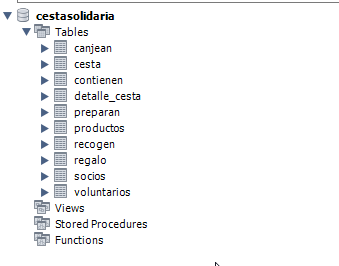 cestasolidaria
Tables
canjean
cesta
contienen
detalle_cesta
preparan
productos
recogen
regalo
socios
voluntarios
Views
Stored Procedures
Functions